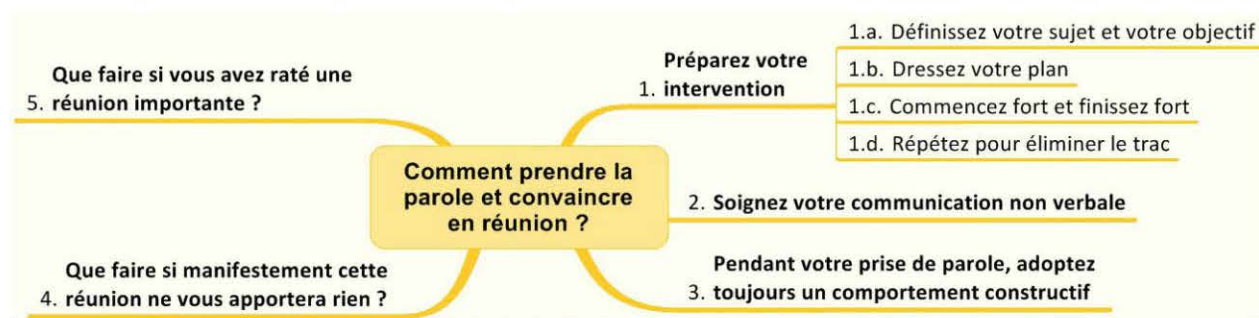 Comment prendre la
parole et convaincre
en réunion ?
Préparez votre
1. intervention
1.a. Définissez votre sujet et votre objectif
1.b. Dressez votre plan
1.c. Commencez fort et finissez fort
1.d. Répétez pour éliminer le trac
2. Soignez votre communication non verbale
Pendant votre prise de parole, adoptez
3. toujours un comportement constructif
Que faire si manifestement cette
4. réunion ne vous apportera rien ?
Que faire si vous avez raté une
5. réunion importante ?